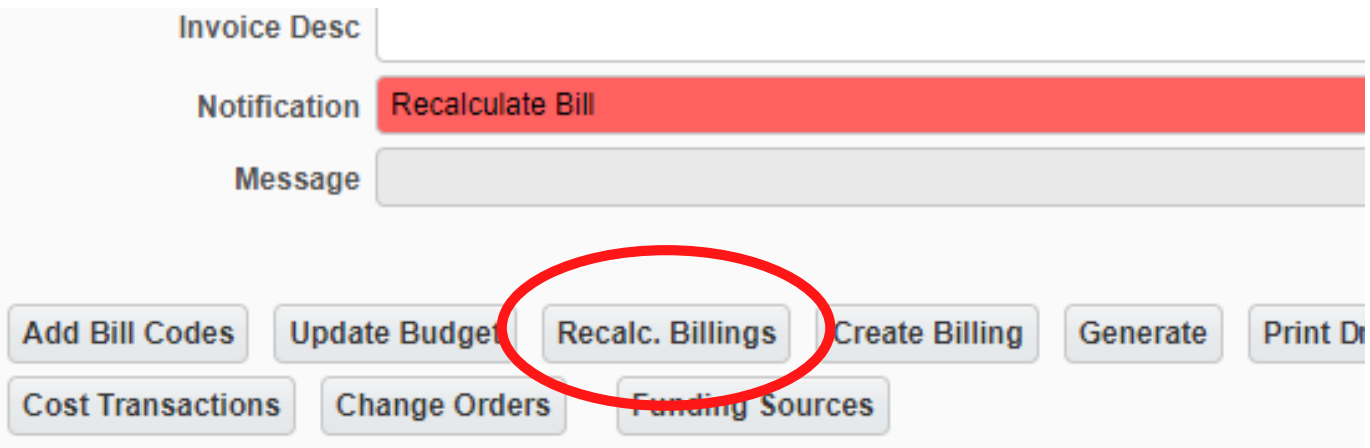 Invoice Desc
Notification Recalculate Bill
Message
Add Bill Codes Update Budget Recalc. Billings Create Billing Generate Print
Cost Transactions Change Orders Funding Sources